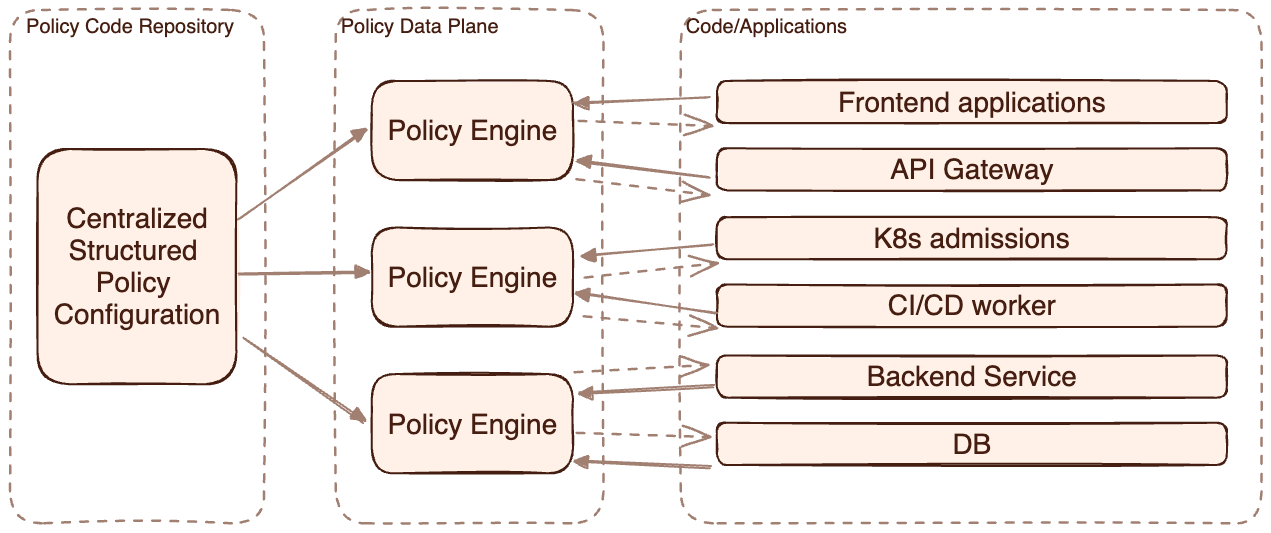 Policy Code Repository
Policy Data Plane
Code/Applications
Centralized
Structured
Policy
Configuration
Policy Engine
Policy Engine
Policy Engine
Frontend applications
API Gateway
K8s admissions
CI/CD worker
Backend Service
DB